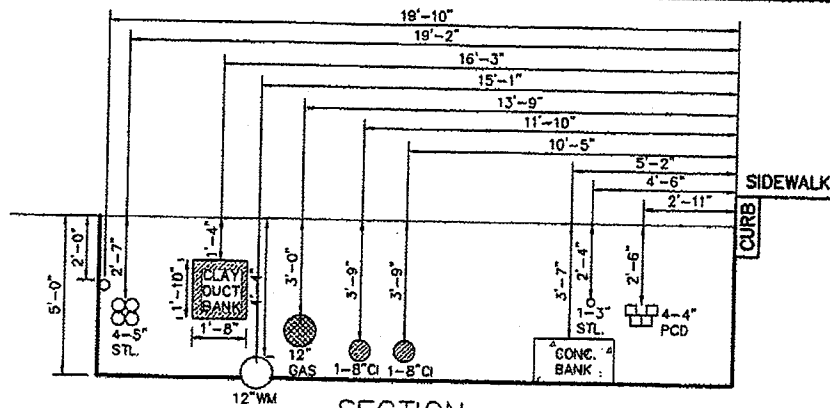 19'-10"
19'-2"
16'-3"
15'-1"
13'-9"
11'-10"
10'-5"
5'-2"
4'-6"
2'-11"
SIDEWALK
CURB
5'-0"
2'-0"
2'-7"
1'-4"
1'-10"
CLAY
DUCT
BANK
4'-4"
1'-8"
3'-0"
3'-9"
3'-9"
3'-7"
2'-4"
2'-6"
4-5"
STL.
12"WM
12"
GAS
1-8"CI
1-8"CI
1-3"
STL.
CONC.
BANK
4-4"
PCD
SECTION